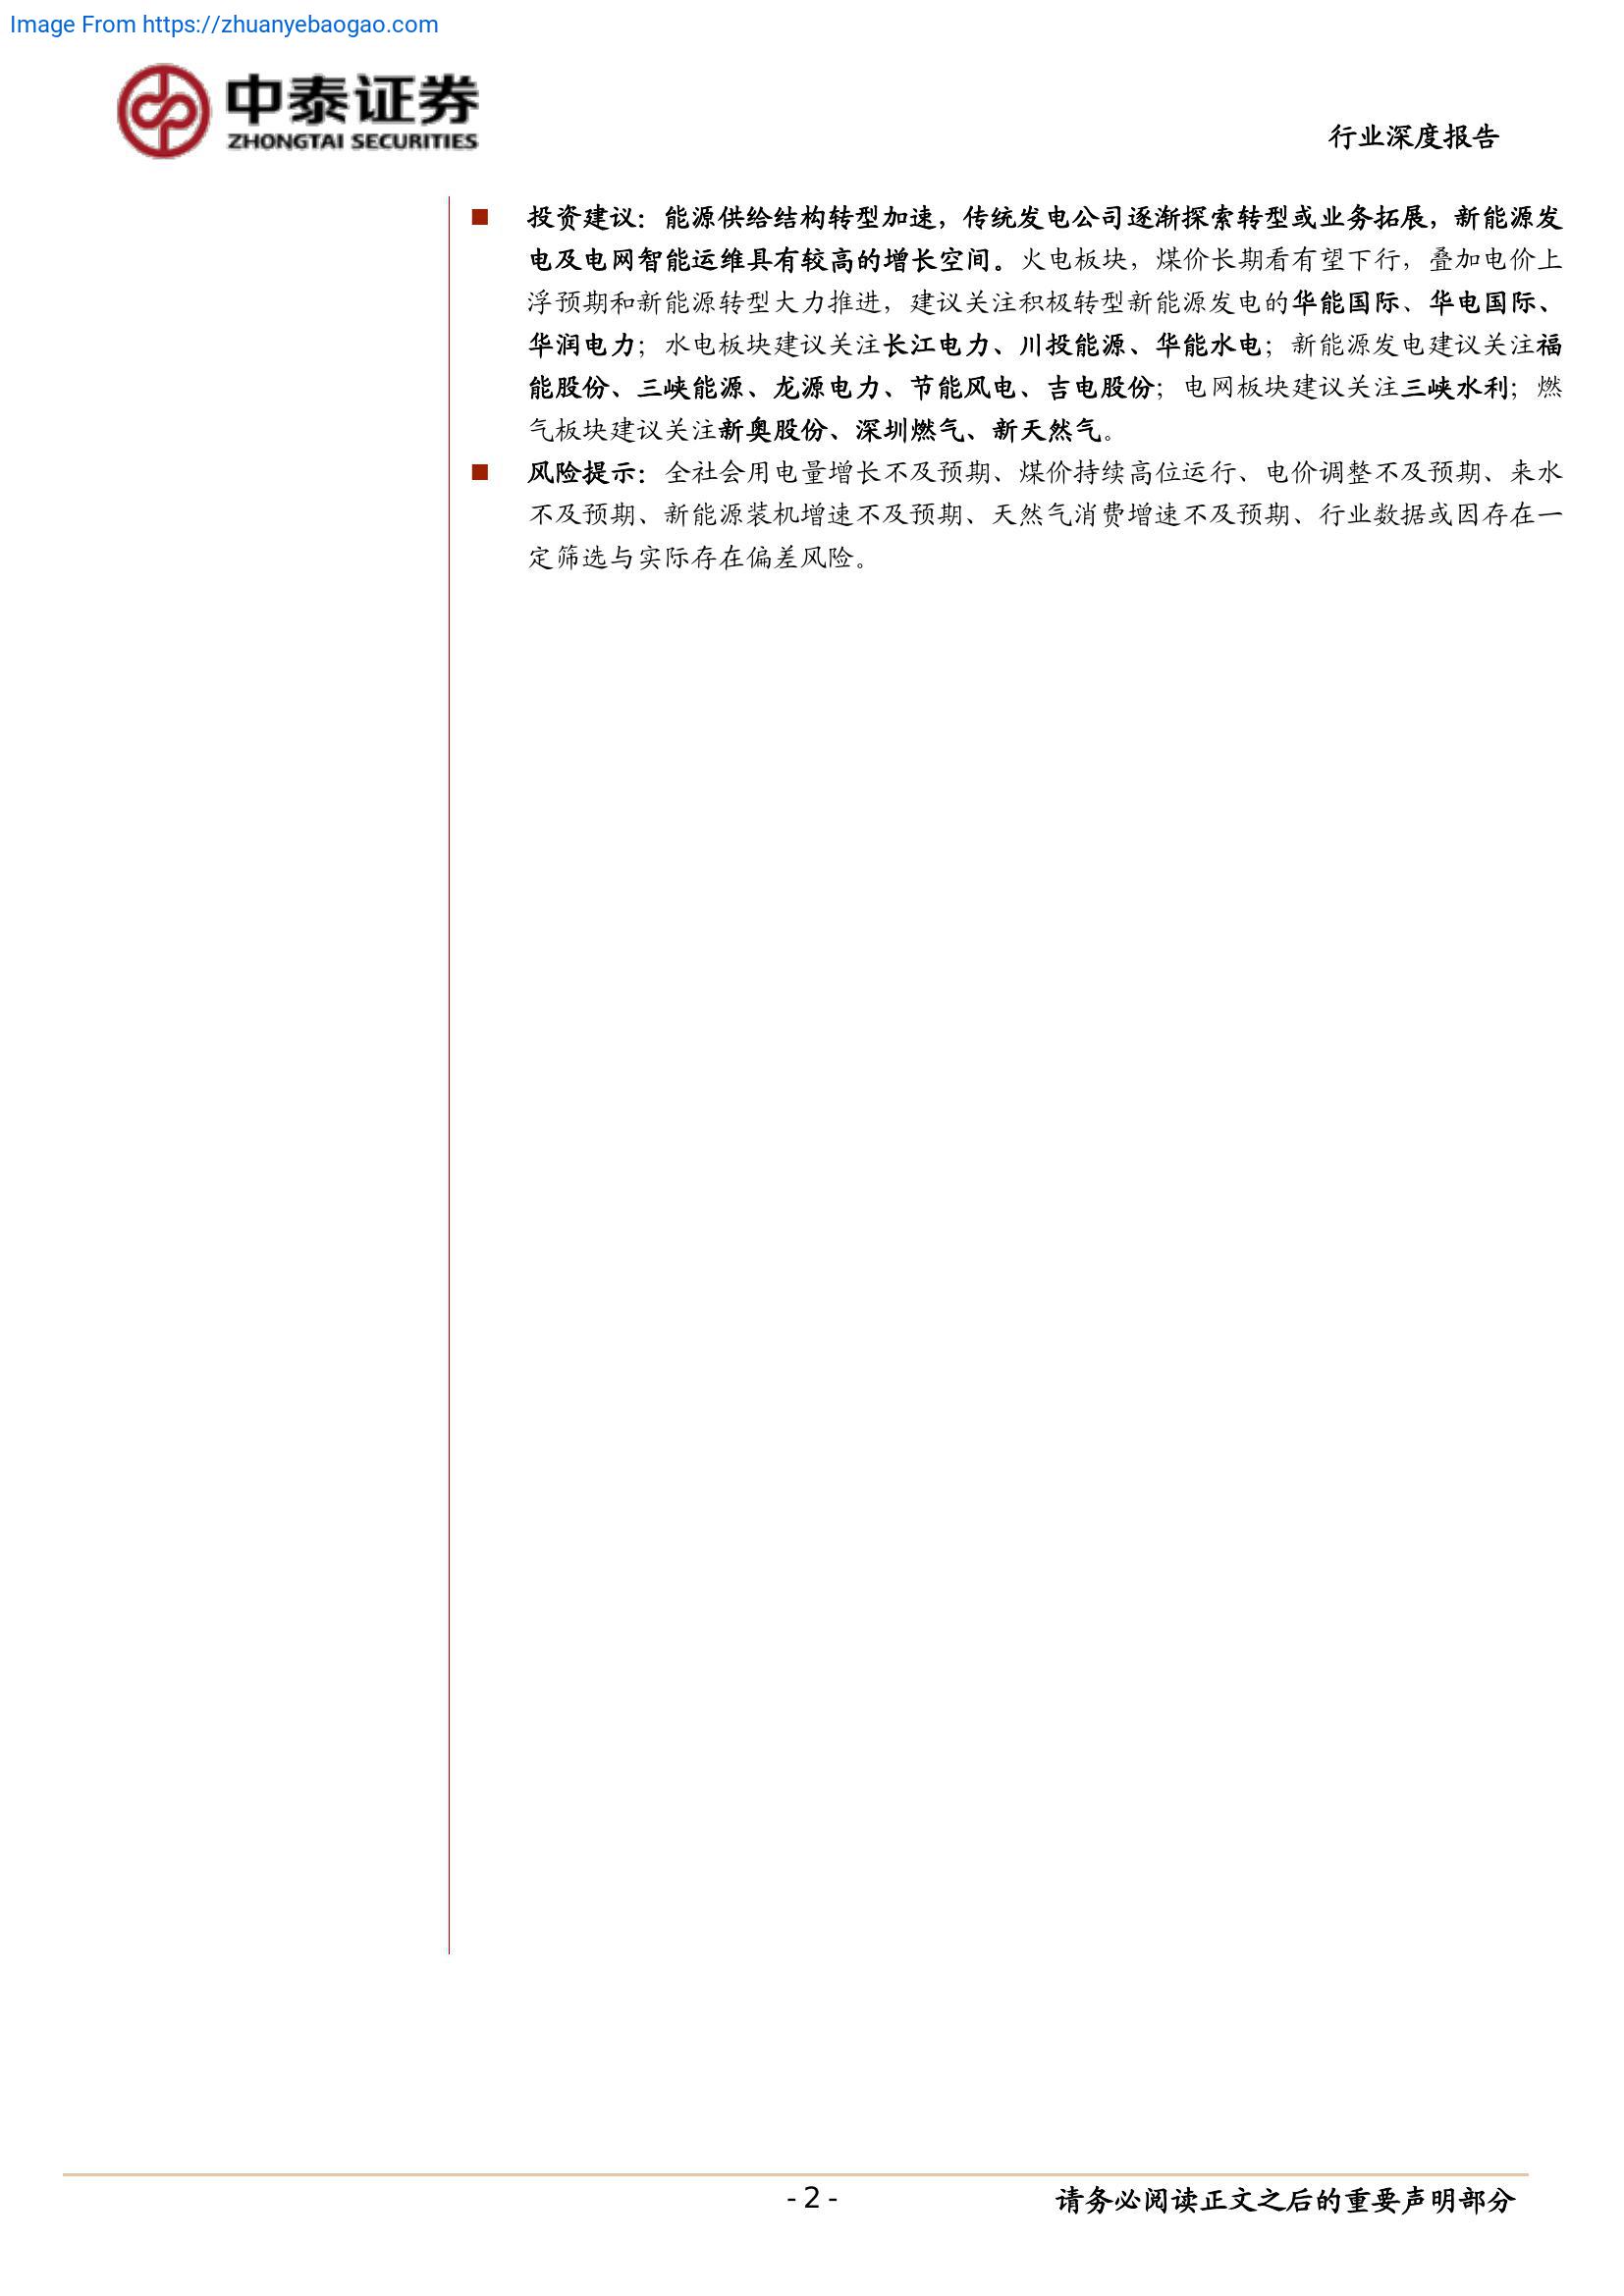 Image From https://zhuanyebaogao.com
中泰证券
ZHONGTAI SECURITIES
行业深度报告
■ 投资建议：能源供给结构转型加速，传统发电公司逐渐探索转型或业务拓展，新能源发
电及电网智能运维具有较高的增长空间。火电板块，煤价长期看有望下行，叠加电价上
浮预期和新能源转型大力推进，建议关注积极转型新能源发电的华能国际、华电国际、
华润电力；水电板块建议关注长江电力、川投能源、华能水电；新能源发电建议关注福
能股份、三峡能源、龙源电力、节能风电、吉电股份；电网板块建议关注三峡水利；燃
气板块建议关注新奥股份、深圳燃气、新天然气。
■ 风险提示：全社会用电量增长不及预期、煤价持续高位运行、电价调整不及预期、来水
不及预期、新能源装机增速不及预期、天然气消费增速不及预期、行业数据或因存在一
定筛选与实际存在偏差风险。
- 2 -
请务必阅读正文之后的重要声明部分